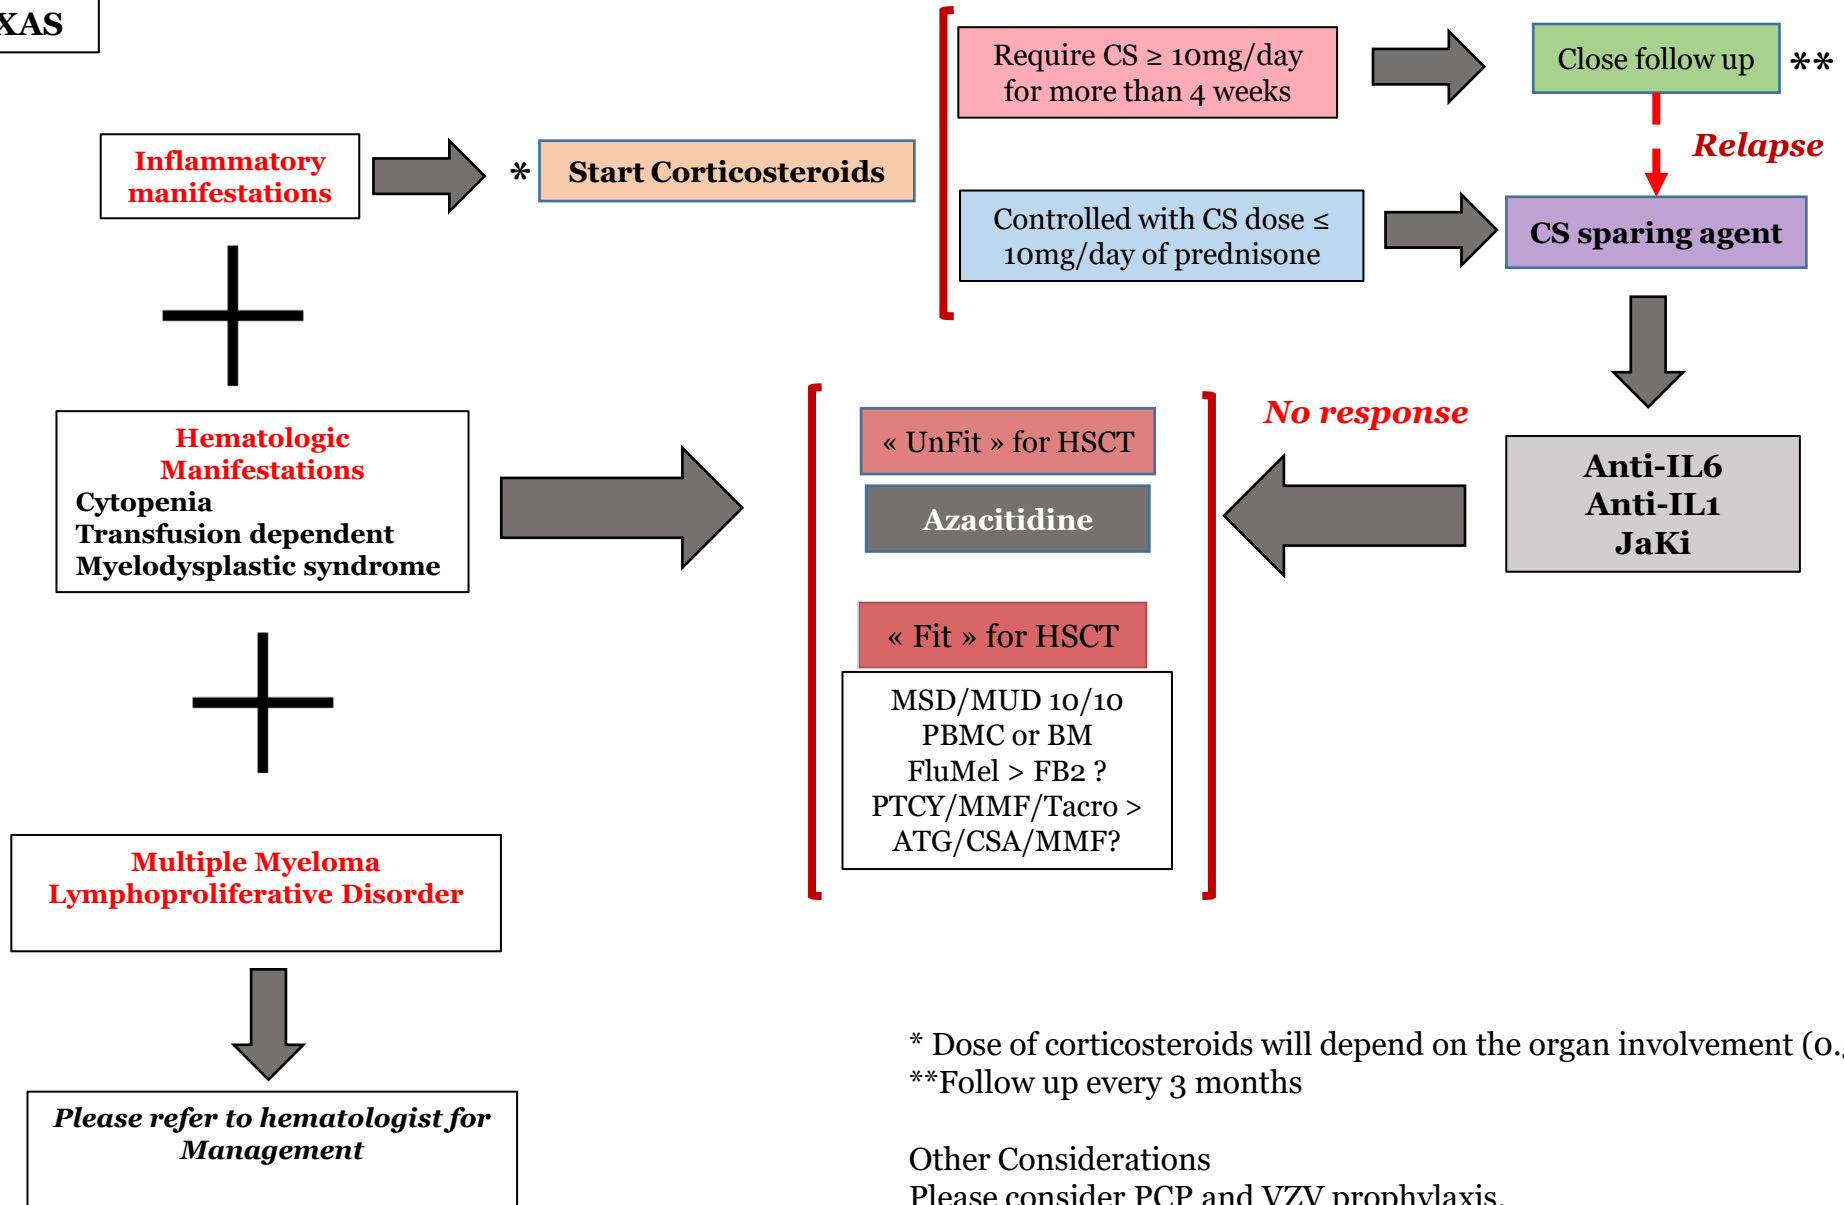 XAS
Require CS ≥ 10mg/day
for more than 4 weeks
Close follow up
**
Inflammatory
manifestations
*
Start Corticosteroids
Relapse
Controlled with CS dose ≤
10mg/day of prednisone
CS sparing agent
Hematologic
Manifestations
Cytopenia
Transfusion dependent
Myelodysplastic syndrome
« UnFit » for HSCT
Azacitidine
« Fit » for HSCT
MSD/MUD 10/10
PBMC or BM
FluMel > FB2 ?
PTCY/MMF/Tacro >
ATG/CSA/MMF?
No response
Anti-IL6
Anti-IL1
JaKi
Multiple Myeloma
Lymphoproliferative Disorder
Please refer to hematologist for
Management
* Dose of corticosteroids will depend on the organ involvement (0.
**Follow up every 3 months
Other Considerations
Please consider PCP and VZV prophylaxis.